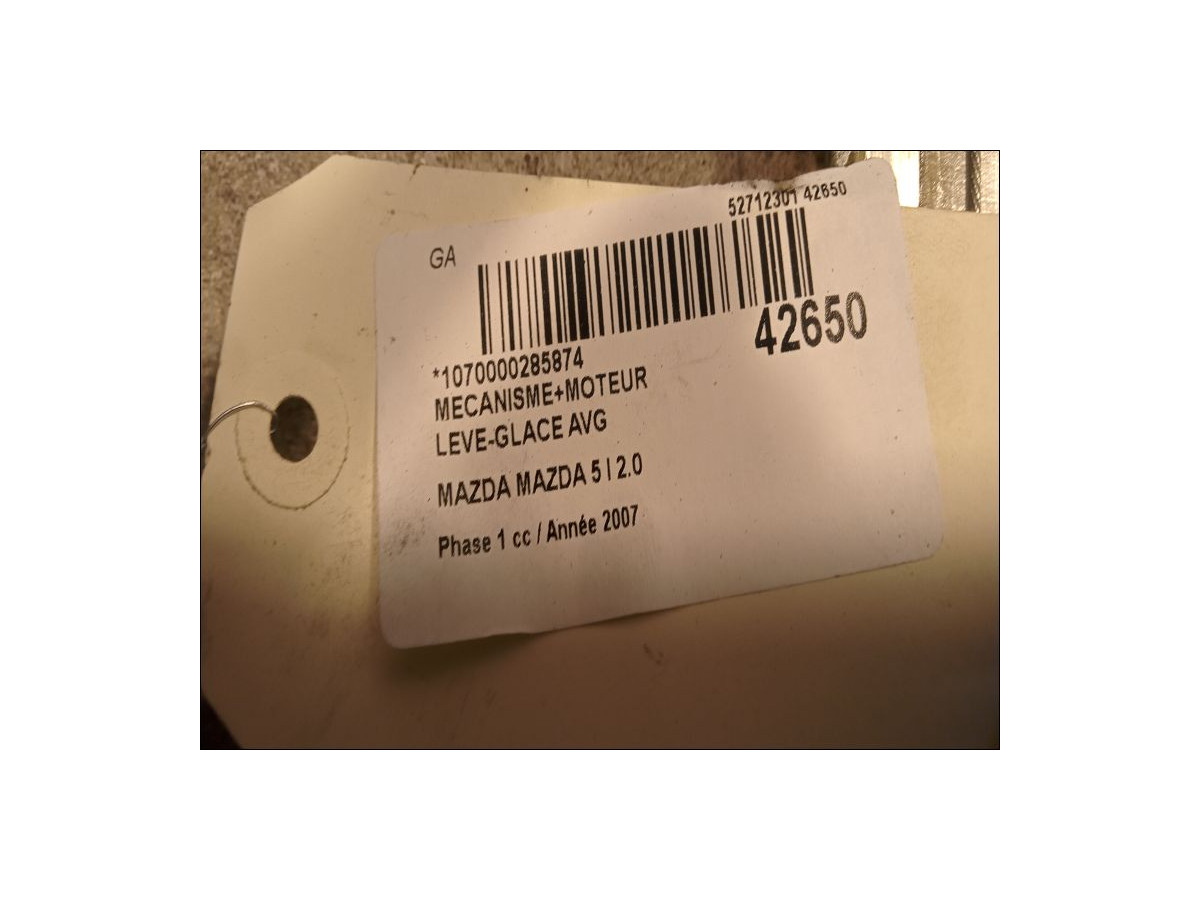 52712301 42650
GA
42650
*1070000285874
MECANISME+MOTEUR
LEVE-GLACE AVG
MAZDA MAZDA 5 I 2.0
Phase 1 cc / Année 2007